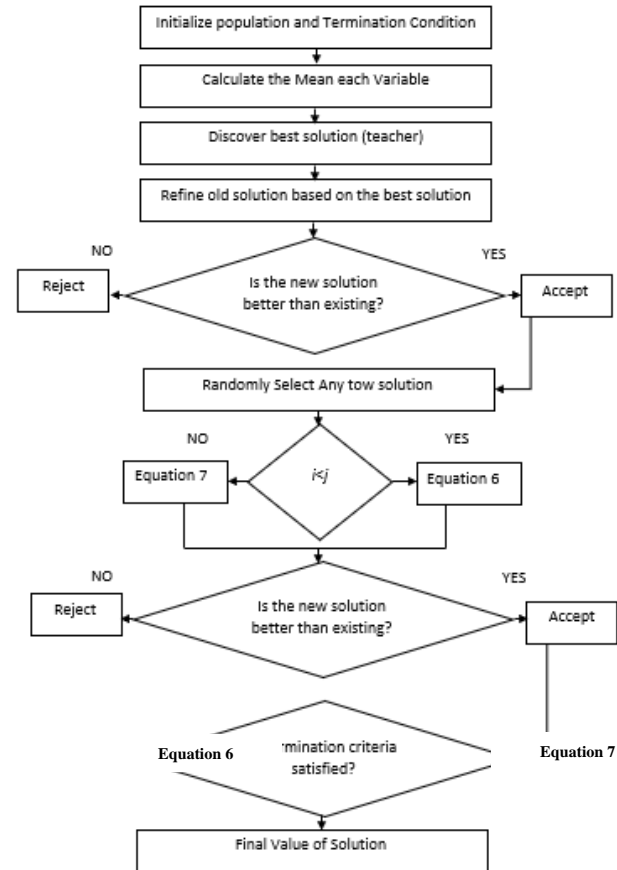 Initialize population and Termination Condition
Calculate the Mean each Variable
Discover best solution (teacher)
Refine old solution based on the best solution
NO
YES
Reject
Is the new solution
better than existing?
Accept
Randomly Select Any tow solution
NO
YES
Equation 7
i<j
Equation 6
NO
YES
Reject
Is the new solution
better than existing?
Accept
Equation 6
mination criteria
satisfied?
Equation 7
Final Value of Solution